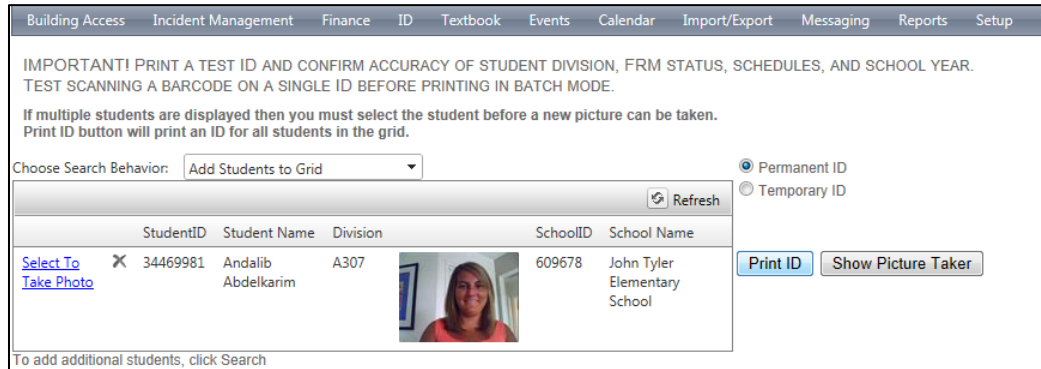 Building Access Incident Management Finance ID Textbook Events Calendar Import/Export Messaging Reports Setup
IMPORTANT! PRINT A TEST ID AND CONFIRM ACCURACY OF STUDENT DIVISION, FRM STATUS, SCHEDULES, AND SCHOOL YEAR.
TEST SCANNING A BARCODE ON A SINGLE ID BEFORE PRINTING IN BATCH MODE.
If multiple students are displayed then you must select the student before a new picture can be taken.
Print ID button will print an ID for all students in the grid.
Choose Search Behavior: Add Students to Grid
Permanent ID
Temporary ID
Refresh
StudentID Student Name Division SchoolID School Name
Select To Take Photo 34469981 Andalib Abdelkarim A307 609678 John Tyler Elementary School
Print ID Show Picture Taker
To add additional students, click Search